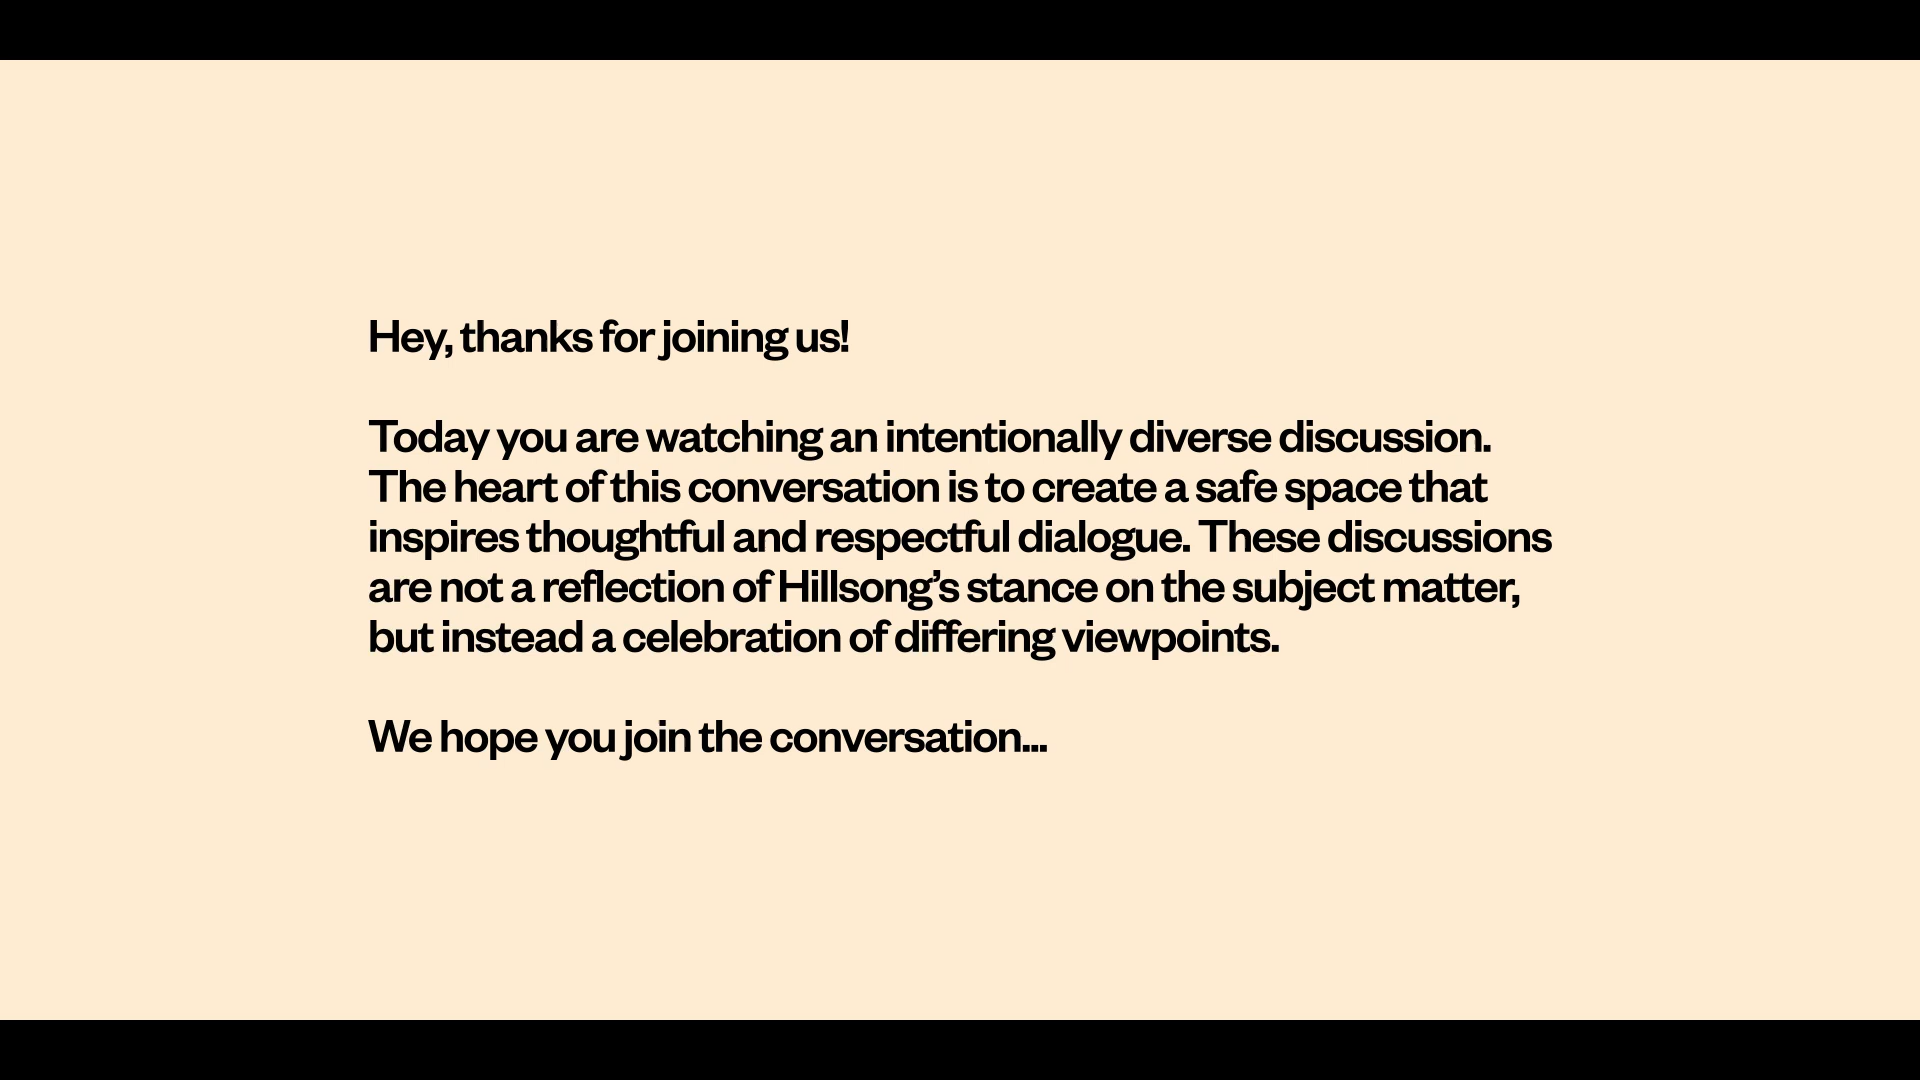 Hey, thanks for joining us!
Today you are watching an intentionally diverse discussion.
The heart of this conversation is to create a safe space that
inspires thoughtful and respectful dialogue. These discussions
are not a reflection of Hillsong’s stance on the subject matter,
but instead a celebration of differing viewpoints.
We hope you join the conversation...